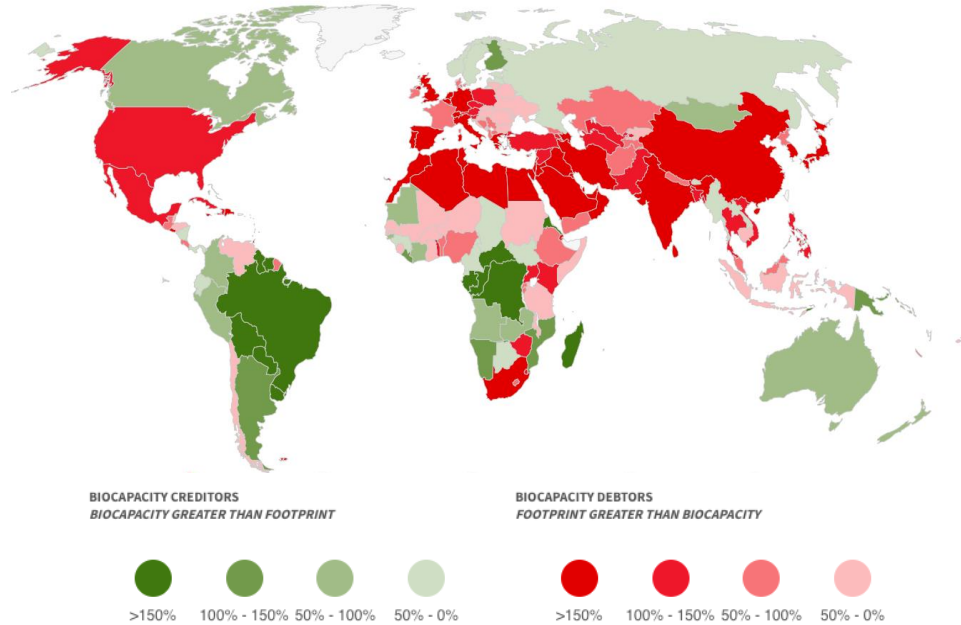 BIOCAPACITY CREDITORS
BIOCAPACITY GREATER THAN FOOTPRINT
BIOCAPACITY DEBTORS
FOOTPRINT GREATER THAN BIOCAPACITY
>150% 100% - 150% 50% - 100% 50% - 0%
>150% 100% - 150% 50% - 100% 50% - 0%